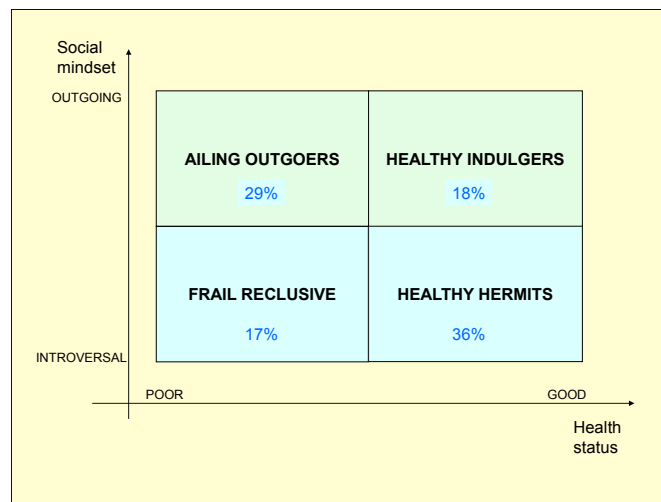 Social
mindset
OUTGOING
AILING OUTGOERS
29%
HEALTHY INDULGERS
18%
FRAIL RECLUSIVE
17%
HEALTHY HERMITS
36%
INTROVERSAL
POOR
GOOD
Health
status